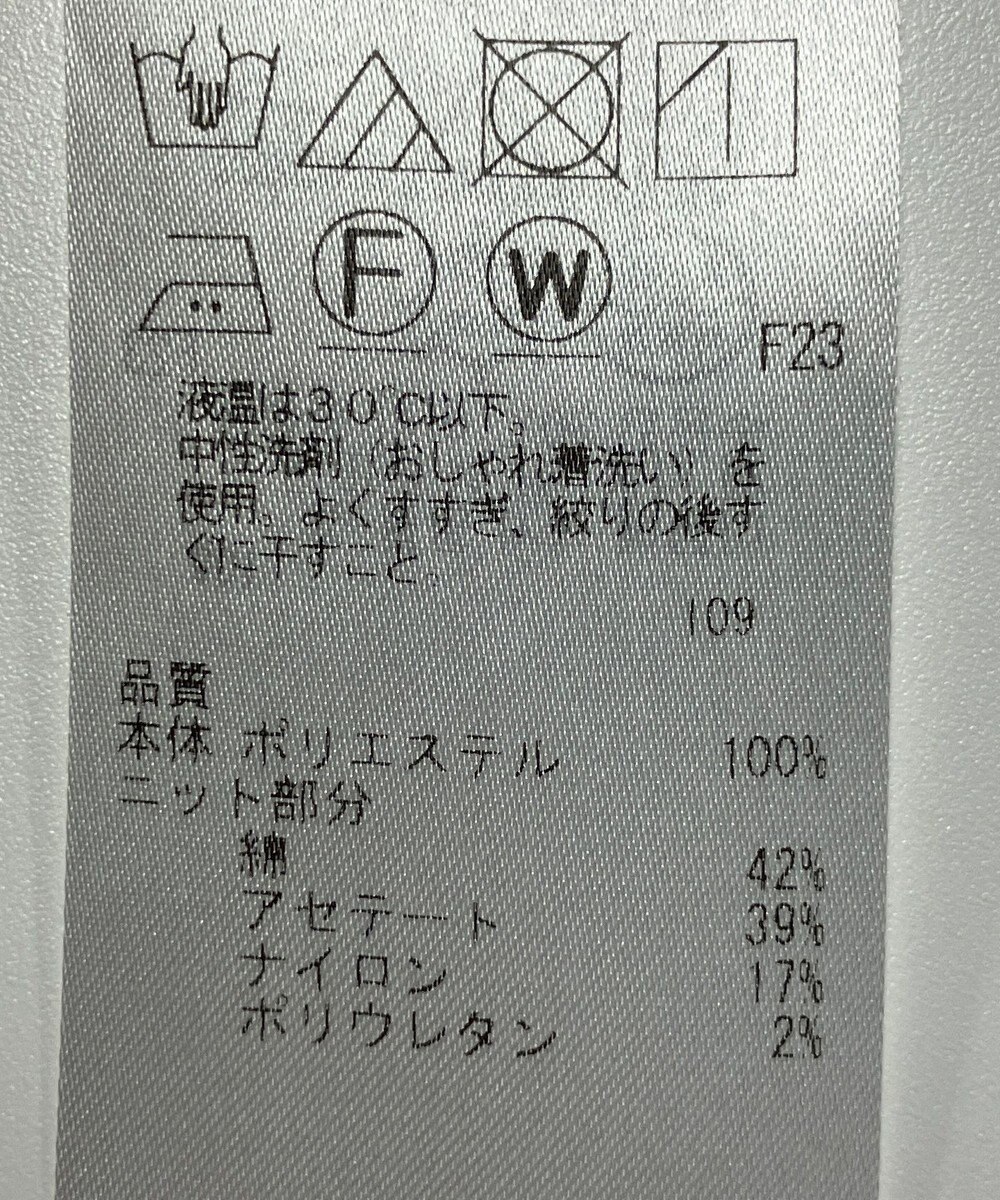 F W
F23
液温は30℃以下。
中性洗剤（おしゃれ着洗い）を
使用。よくすすぎ、絞りの後す
ぐに干すこと。
109
品質
本体 ポリエステル 100%
ニット部分
綿 42%
アセテート 39%
ナイロン 17%
ポリウレタン 2%